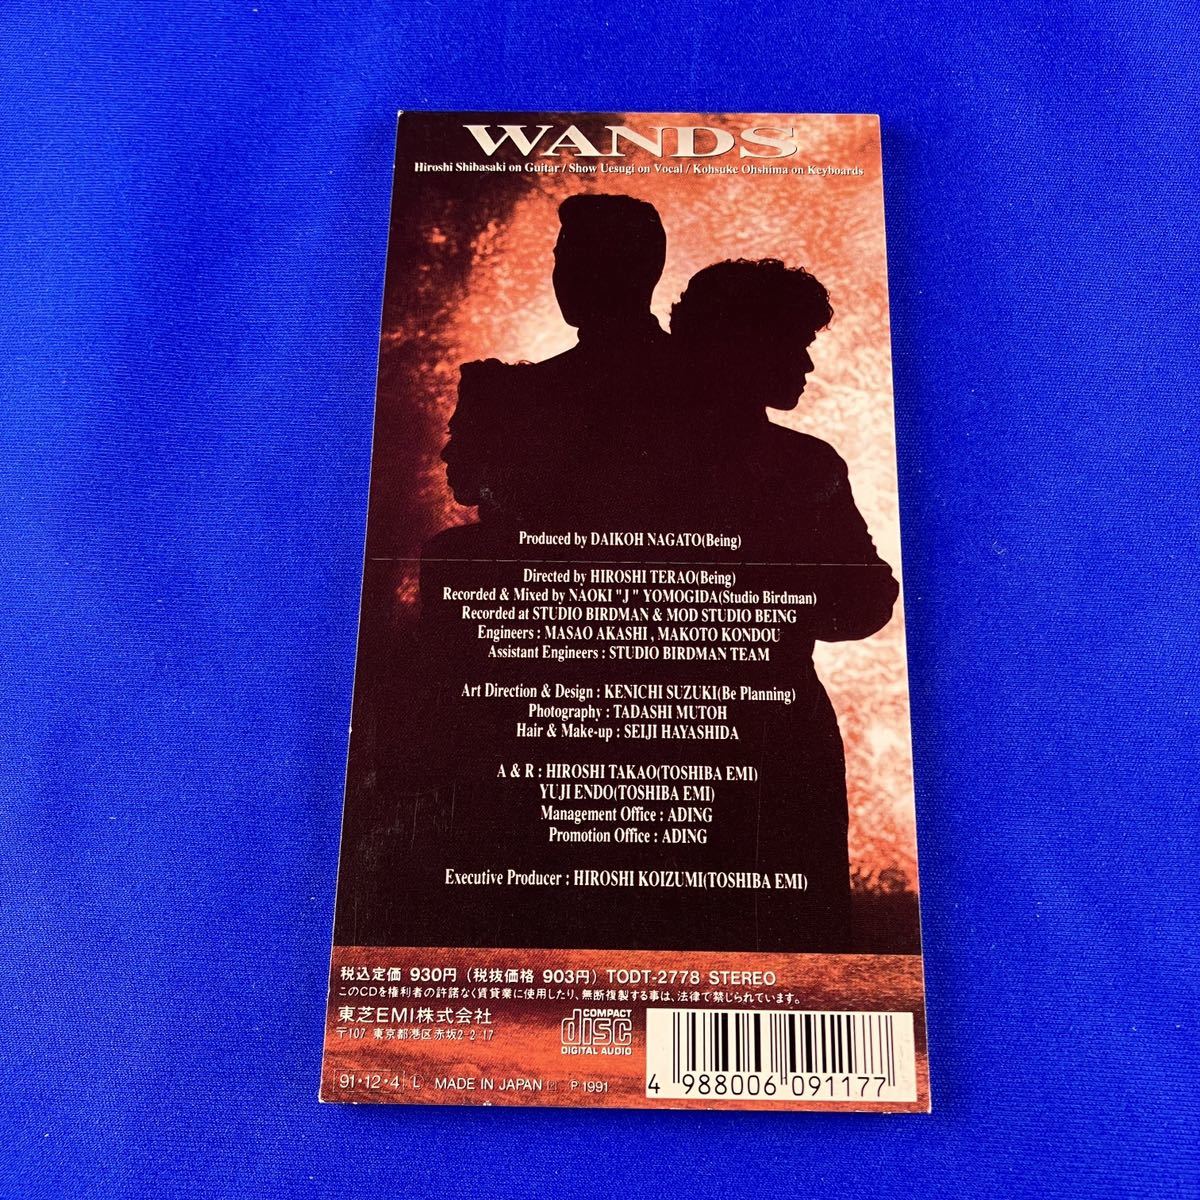 WANDS
Hiroshi Shibasaki on Guitar / Show Uesugi on Vocal / Kohsuke Ohshima on Keyboards
Produced by DAIKOH NAGATO(Being)
Directed by HIROSHI TERAO(Being)
Recorded & Mixed by NAOKI "J" YOMOGIDA(Studio Birdman)
Recorded at STUDIO BIRDMAN & MOD STUDIO BEING
Engineers : MASAO AKASHI , MAKOTO KONDOU
Assistant Engineers : STUDIO BIRDMAN TEAM
Art Direction & Design : KENICHI SUZUKI(Be Planning)
Photography : TADASHI MUTOH
Hair & Make-up : SEIJI HAYASHIDA
A & R : HIROSHI TAKAO(TOSHIBA EMI)
YUJI ENDO(TOSHIBA EMI)
Management Office : ADING
Promotion Office : ADING
Executive Producer : HIROSHI KOIZUMI(TOSHIBA EMI)
税込定価 930円 (税抜価格 903円) TODT-2778 STEREO
このCDを権利者の許諾なく賃貸業に使用したり、無断複製する事は、法律で禁じられています。
東芝EMI株式会社
〒107 東京都港区赤坂2-2-17
COMPACT
disc
DIGITAL AUDIO
91・12・4 L MADE IN JAPAN P 1991
4 988006 091177